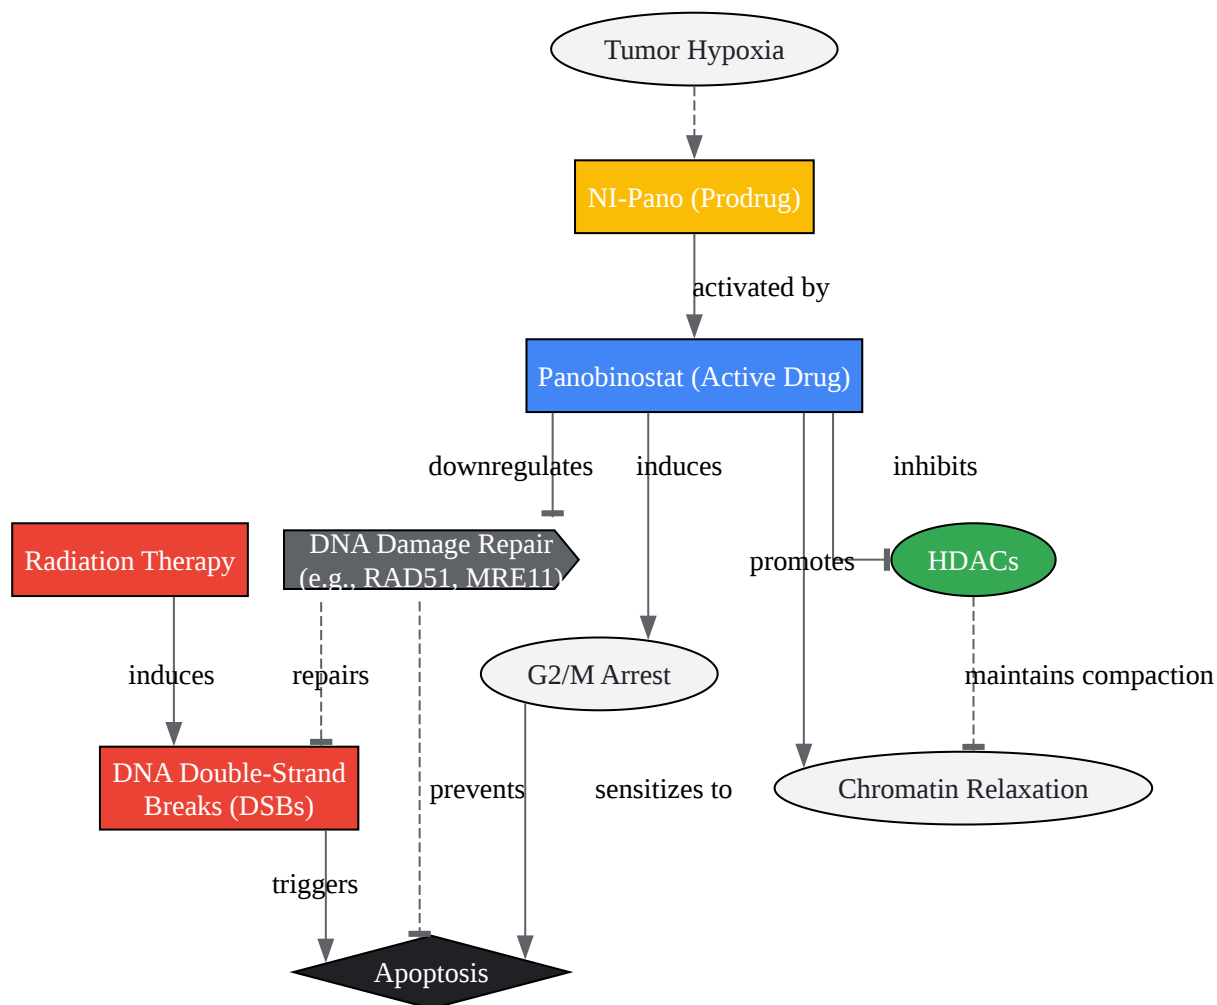 Tumor Hypoxia
NI-Pano (Prodrug)
activated by
Panobinostat (Active Drug)
downregulates
induces
inhibits
Radiation Therapy
DNA Damage Repair
(e.g., RAD51, MRE11)
promotes
HDACs
induces
repairs
G2/M Arrest
maintains compaction
DNA Double-Strand
Breaks (DSBs)
prevents
sensitizes to
Chromatin Relaxation
triggers
Apoptosis